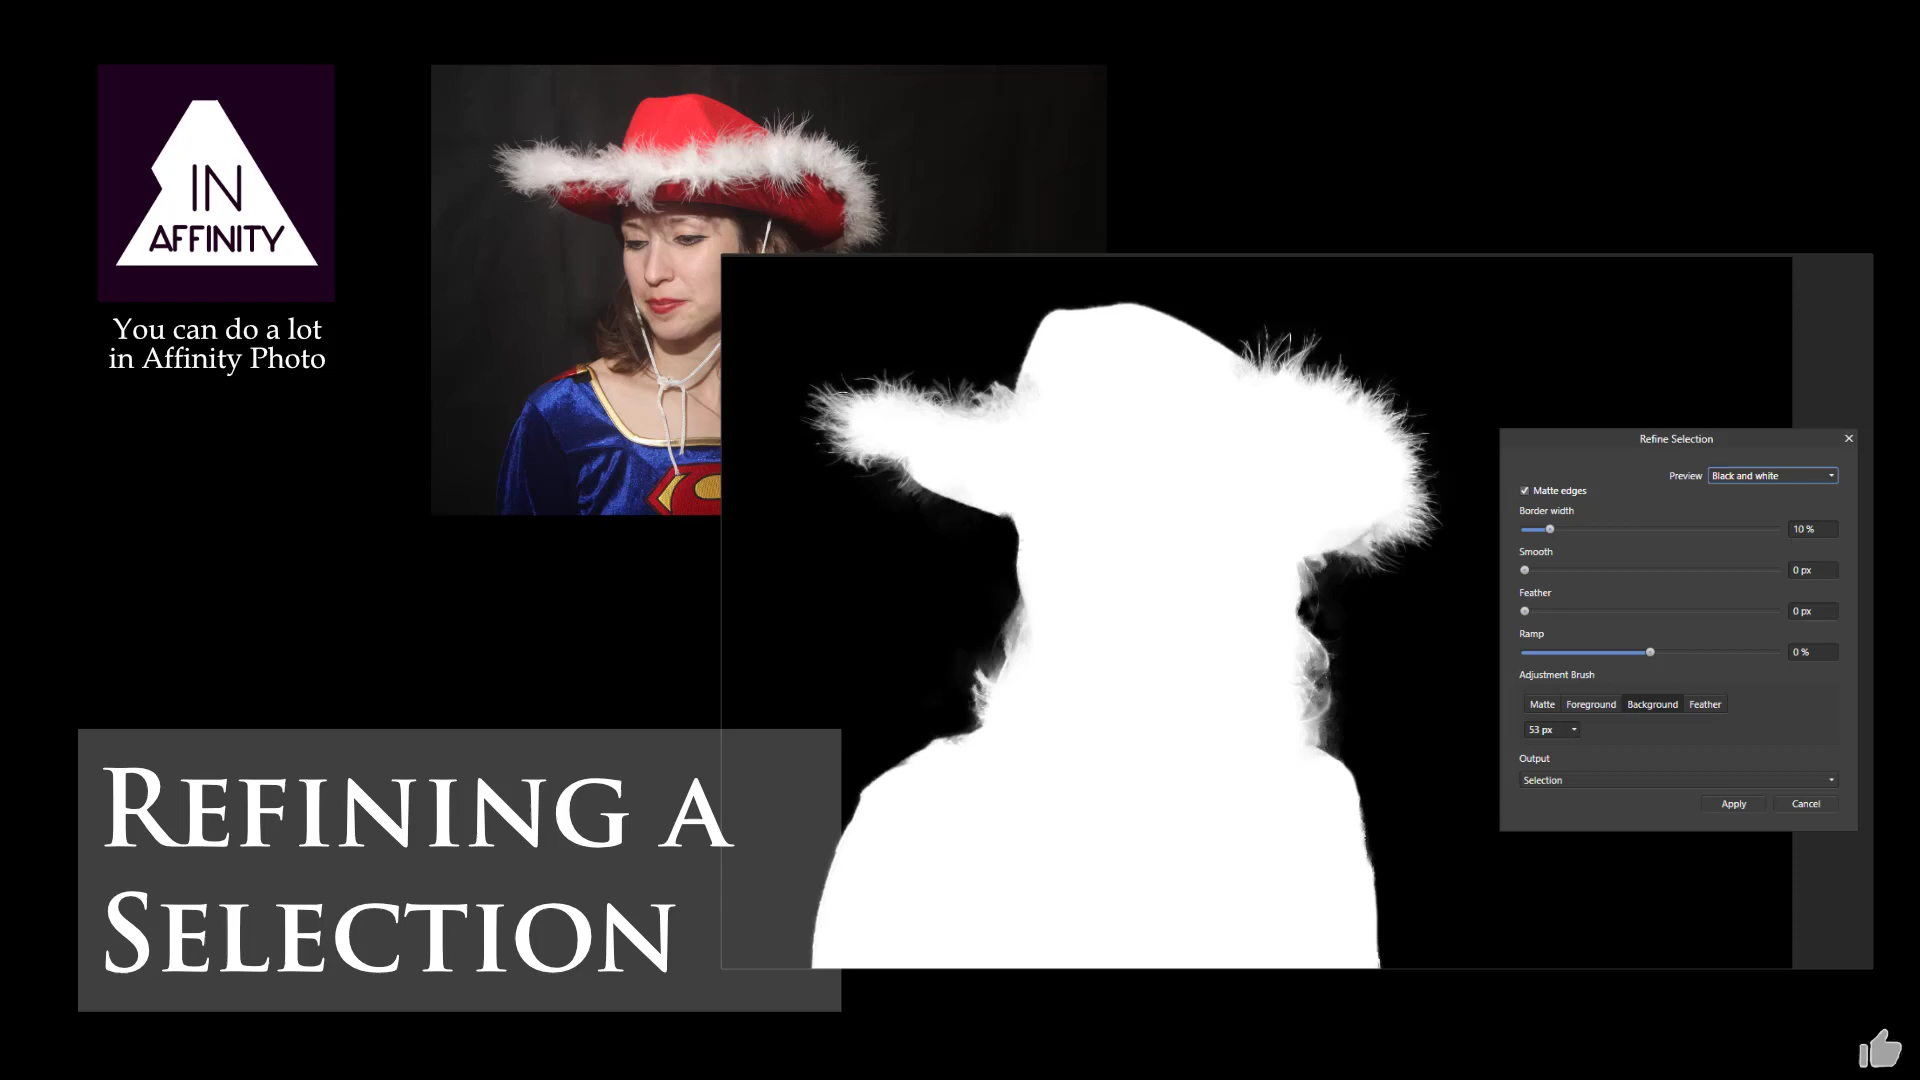 IN
AFFINITY
You can do a lot
in Affinity Photo
Refine Selection
Preview Black and white
Matte edges
Border width
10 %
Smooth
0 px
Feather
0 px
Ramp
0 %
Adjustment Brush
Matte Foreground Background Feather
53 px
Output
Selection
Apply Cancel
REFINING A
SELECTION